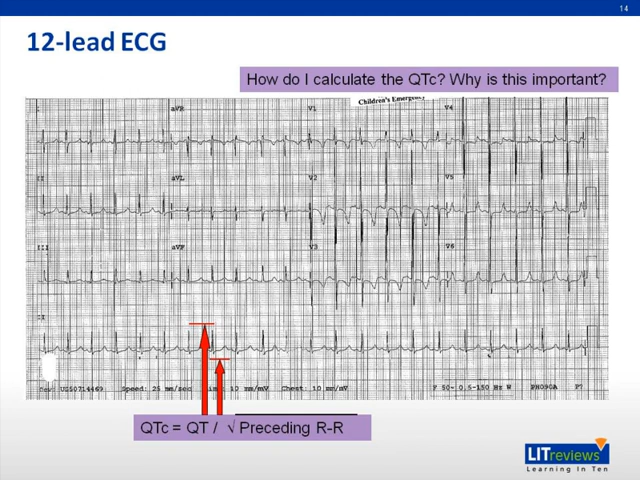 14
12-lead ECG
How do I calculate the QTc? Why is this important?
Children's Emergency
I aVR V1 V4
II aVL V2 V5
III aVF V3 V6
II
Speed: 25 mm/sec Limb: 10 mm/mV Chest: 10 mm/mV F 50~ 0.5-150 Hz W PH090A P?
QTc = QT / √ Preceding R-R
LITreviews
Learning In Ten